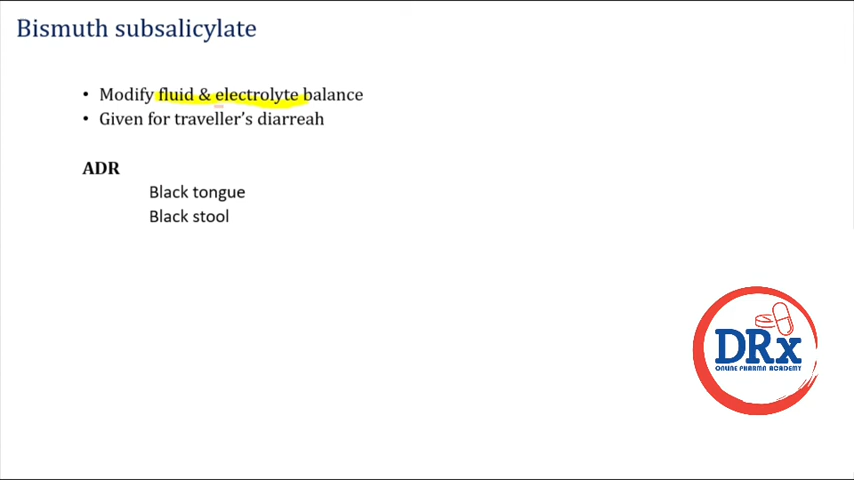 Bismuth subsalicylate
• Modify fluid & electrolyte balance
• Given for traveller's diarreah
ADR
Black tongue
Black stool
DRx
ONLINE PHARMA ACADEMY